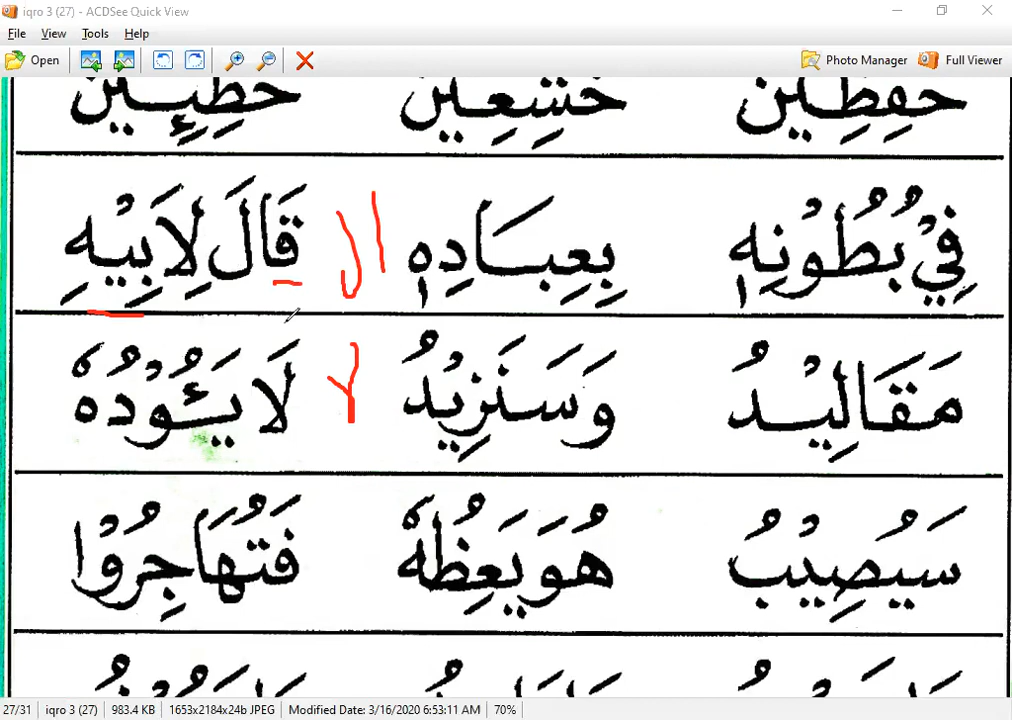 iqro 3 (27) - ACDSee Quick View
File View Tools Help
Open Photo Manager Full Viewer
حَفِظِيْنَ خَشِعِيْنَ خَطِئِيْنَ
فِيْ بُطُوْنِهٖ بِعِبَادِهٖ قَالَ لِاَبِيْهِ
مَقَالِيْدُ وَسَنَزِيْدُ لَا يَئُوْدُهٗ
سَيُصِيْبُ هُوَ يَعِظُهٗ فَتُهَاجِرُوْا
27/31 iqro 3 (27) 983.4 KB 1653x2184x24b JPEG Modified Date: 3/16/2020 6:53:11 AM 70%